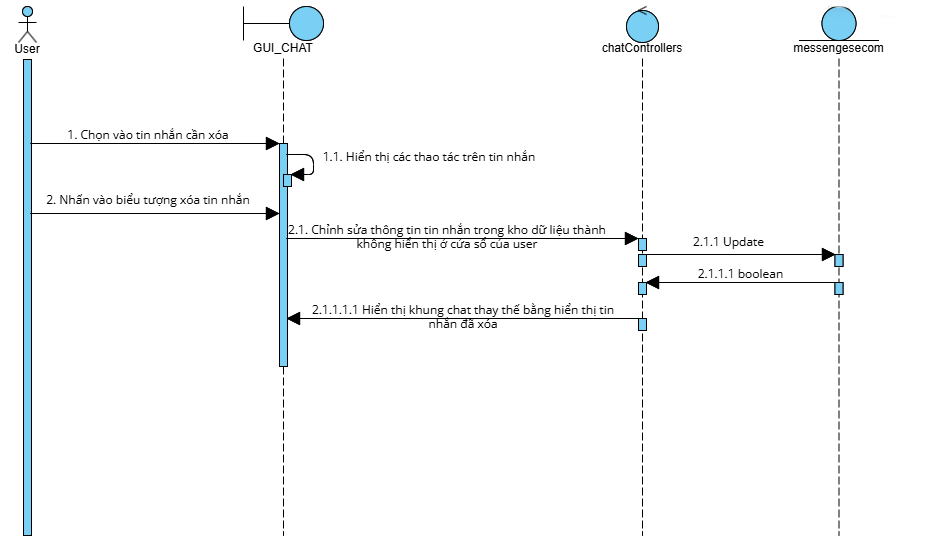 User
GUI_CHAT
chatControllers
messengesecom
1. Chọn vào tin nhắn cần xóa
1.1. Hiển thị các thao tác trên tin nhắn
2. Nhấn vào biểu tượng xóa tin nhắn
2.1. Chỉnh sửa thông tin tin nhắn trong kho dữ liệu thành
không hiển thị ở cửa sổ của user
2.1.1 Update
2.1.1.1 boolean
2.1.1.1.1 Hiển thị khung chat thay thế bằng hiển thị tin
nhắn đã xóa